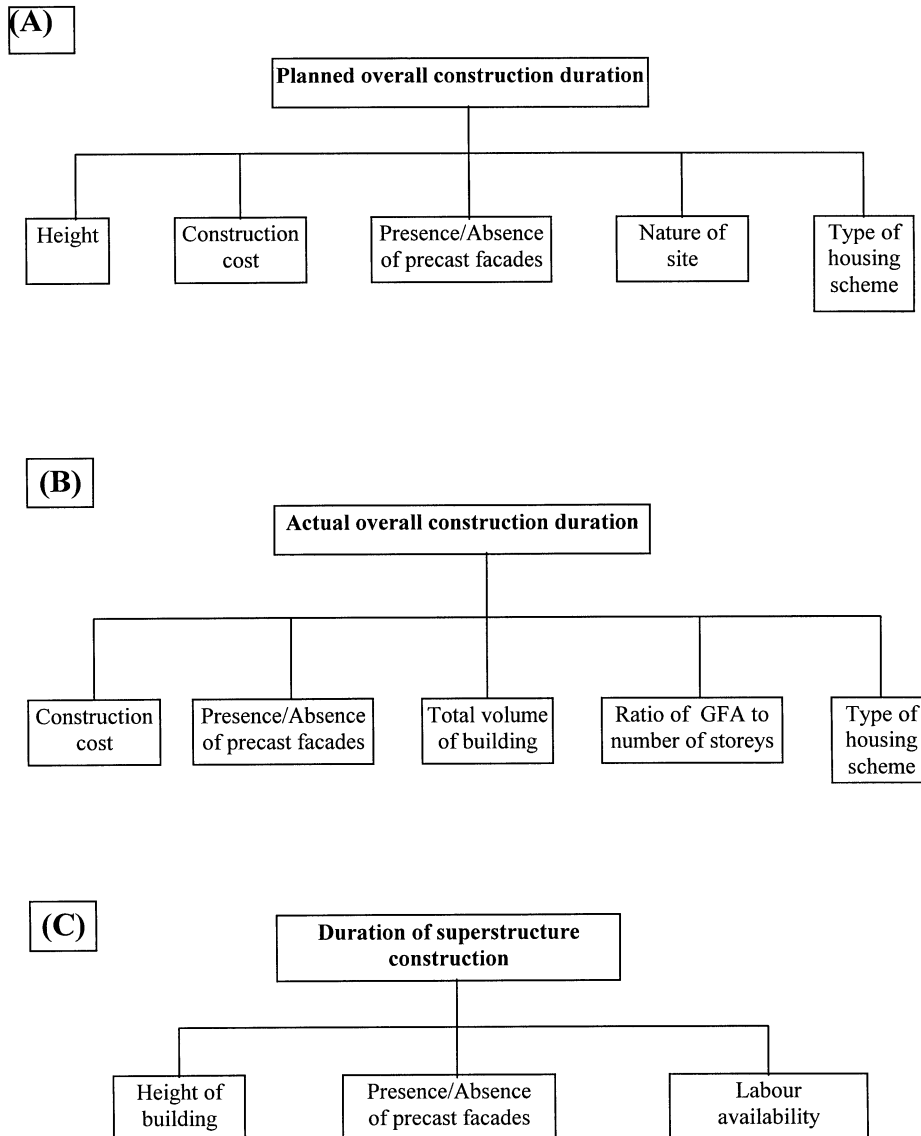 (A)
Planned overall construction duration
Height
Construction
cost
Presence/Absence
of precast facades
Nature of
site
Type of
housing
scheme
(B)
Actual overall construction duration
Construction
cost
Presence/Absence
of precast facades
Total volume
of building
Ratio of GFA to
number of storeys
Type of
housing
scheme
(C)
Duration of superstructure
construction
Height of
building
Presence/Absence
of precast facades
Labour
availability